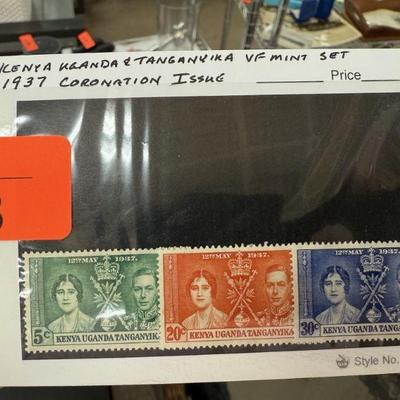 KENYA UGANDA & TANGANYIKA VF MINT SET
1937 CORONATION ISSUE Price
12TH MAY 1937.
5c
KENYA UGANDA TANGANYIKA
12TH MAY 1937.
20c
KENYA UGANDA TANGANYIKA
12TH MAY 1937.
30c
KENYA UGANDA TANGANYIKA
Style No.